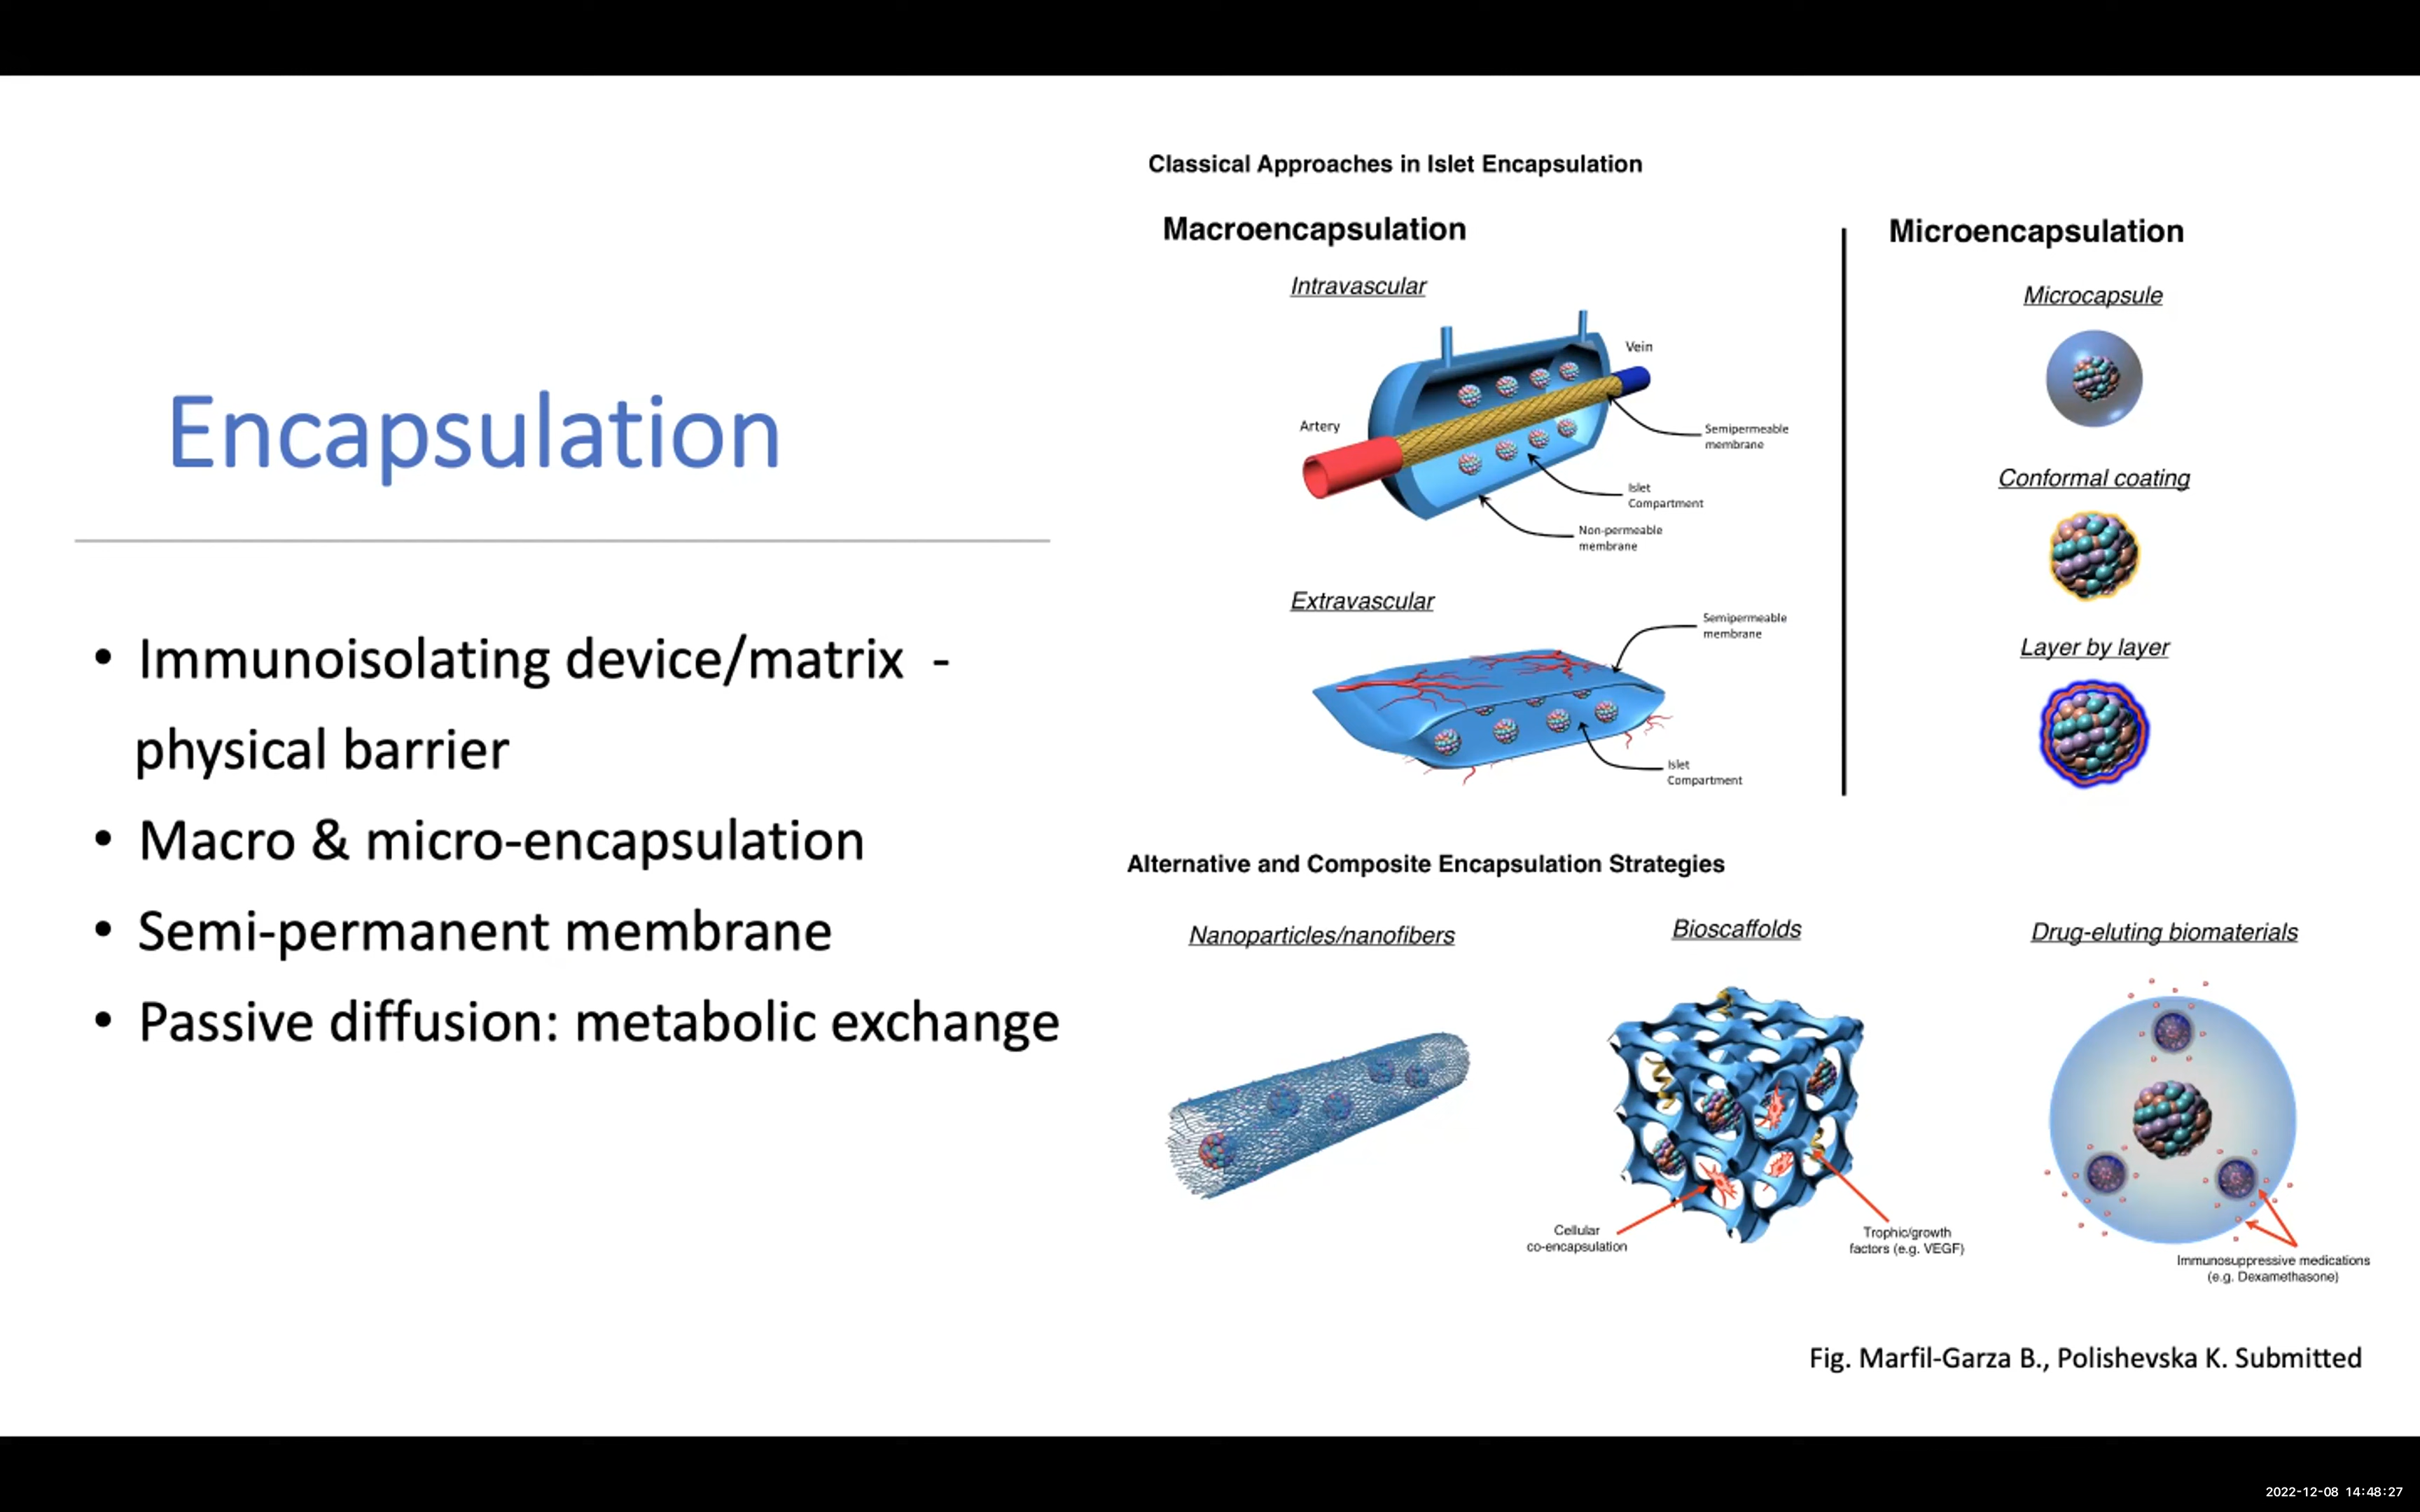 Encapsulation
• Immunoisolating device/matrix -
physical barrier
• Macro & micro-encapsulation
• Semi-permanent membrane
• Passive diffusion: metabolic exchange
Classical Approaches in Islet Encapsulation
Macroencapsulation
Intravascular
Vein
Artery
Semipermeable
membrane
Islet
Compartment
Non-permeable
membrane
Extravascular
Semipermeable
membrane
Islet
Compartment
Microencapsulation
Microcapsule
Conformal coating
Layer by layer
Alternative and Composite Encapsulation Strategies
Nanoparticles/nanofibers
Bioscaffolds
Cellular
co-encapsulation
Trophic/growth
factors (e.g. VEGF)
Drug-eluting biomaterials
Immunosuppressive medications
(e.g. Dexamethasone)
Fig. Marfil-Garza B., Polishevska K. Submitted
2022-12-08 14:48:27